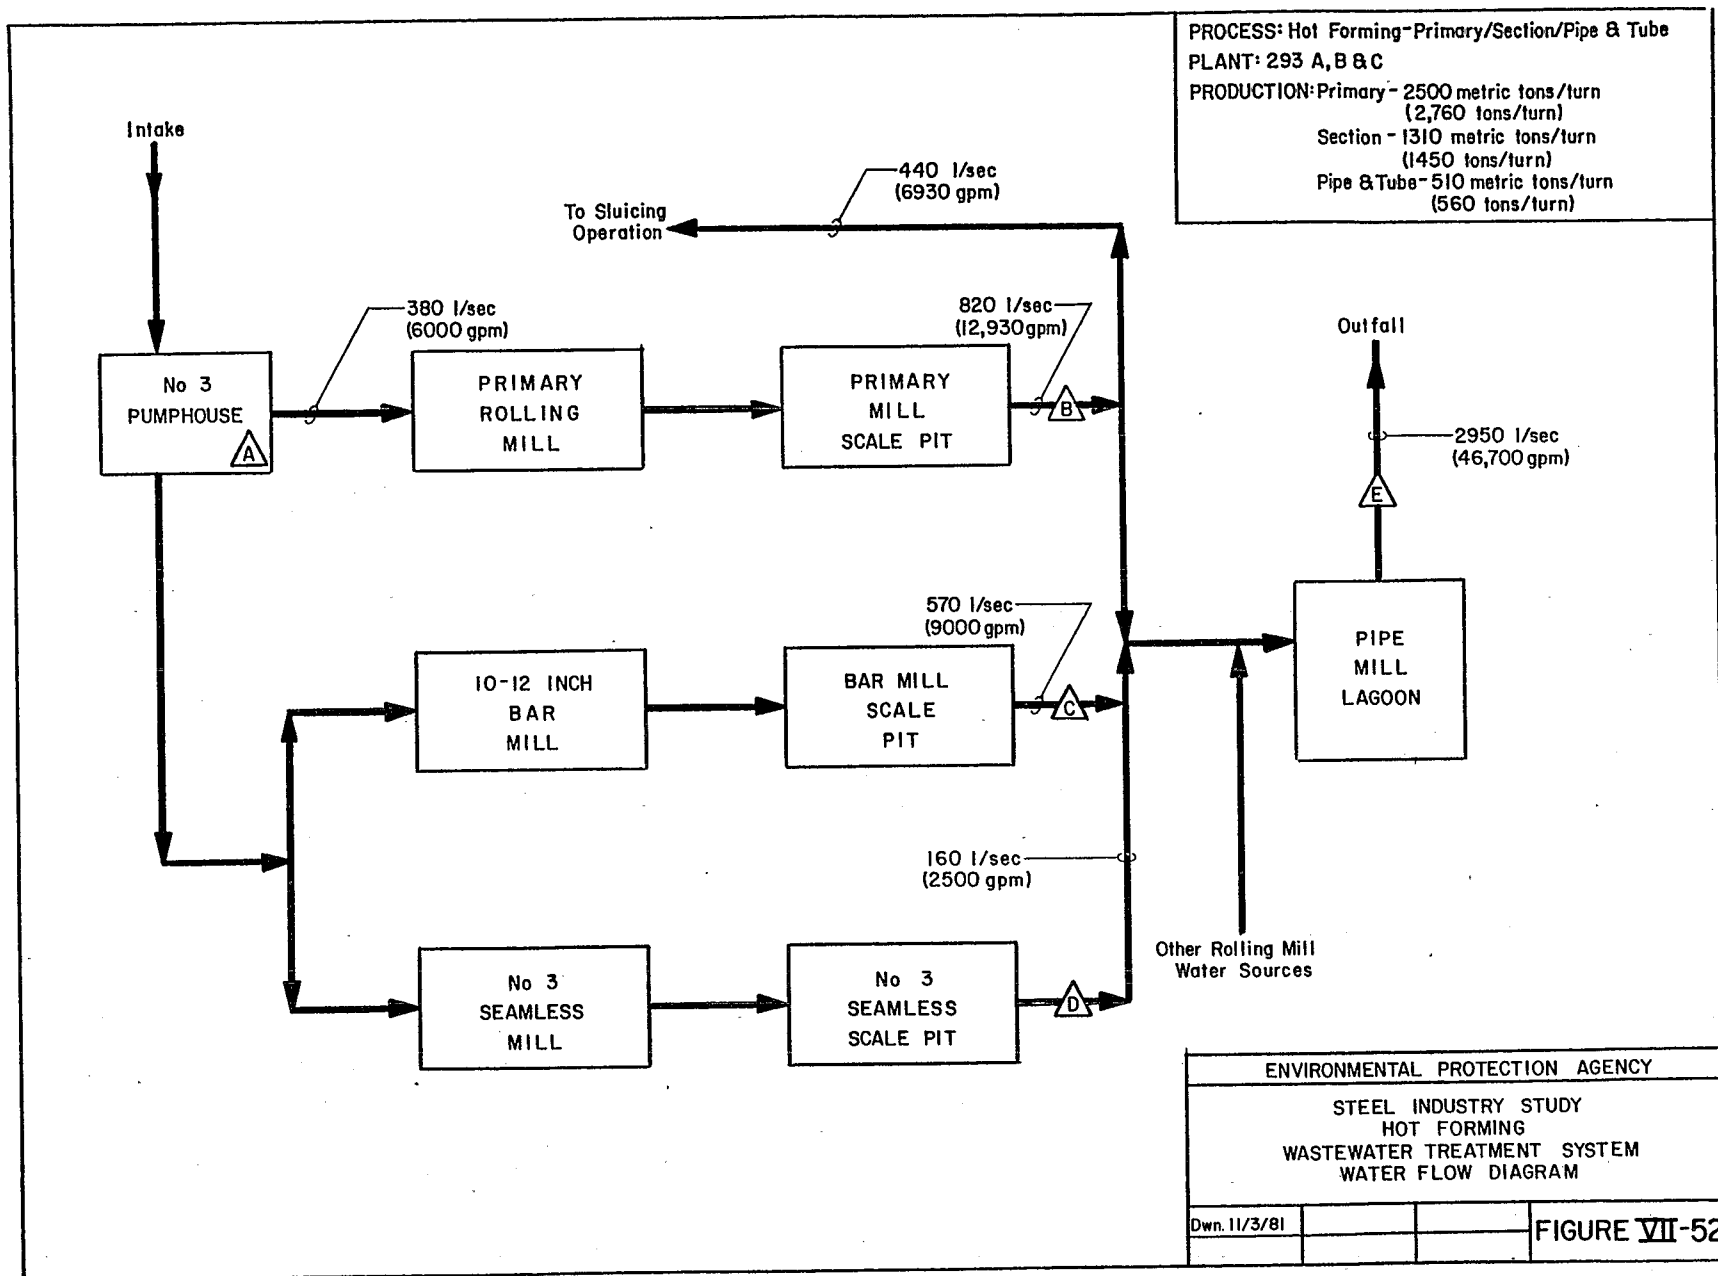 PROCESS: Hot Forming-Primary/Section/Pipe & Tube
PLANT: 293 A, B & C
PRODUCTION: Primary - 2500 metric tons/turn
(2,760 tons/turn)
Section - 1310 metric tons/turn
(1450 tons/turn)
Pipe & Tube - 510 metric tons/turn
(560 tons/turn)
Intake
440 l/sec
(6930 gpm)
To Sluicing
Operation
380 l/sec
(6000 gpm)
820 l/sec
(12,930 gpm)
Outfall
No 3
PUMPHOUSE
A
PRIMARY
ROLLING
MILL
PRIMARY
MILL
SCALE PIT
B
2950 l/sec
(46,700 gpm)
E
570 l/sec
(9000 gpm)
10-12 INCH
BAR
MILL
BAR MILL
SCALE
PIT
C
PIPE
MILL
LAGOON
160 l/sec
(2500 gpm)
Other Rolling Mill
Water Sources
No 3
SEAMLESS
MILL
No 3
SEAMLESS
SCALE PIT
D
ENVIRONMENTAL PROTECTION AGENCY
STEEL INDUSTRY STUDY
HOT FORMING
WASTEWATER TREATMENT SYSTEM
WATER FLOW DIAGRAM
Dwn. 11/3/81
FIGURE VII-52